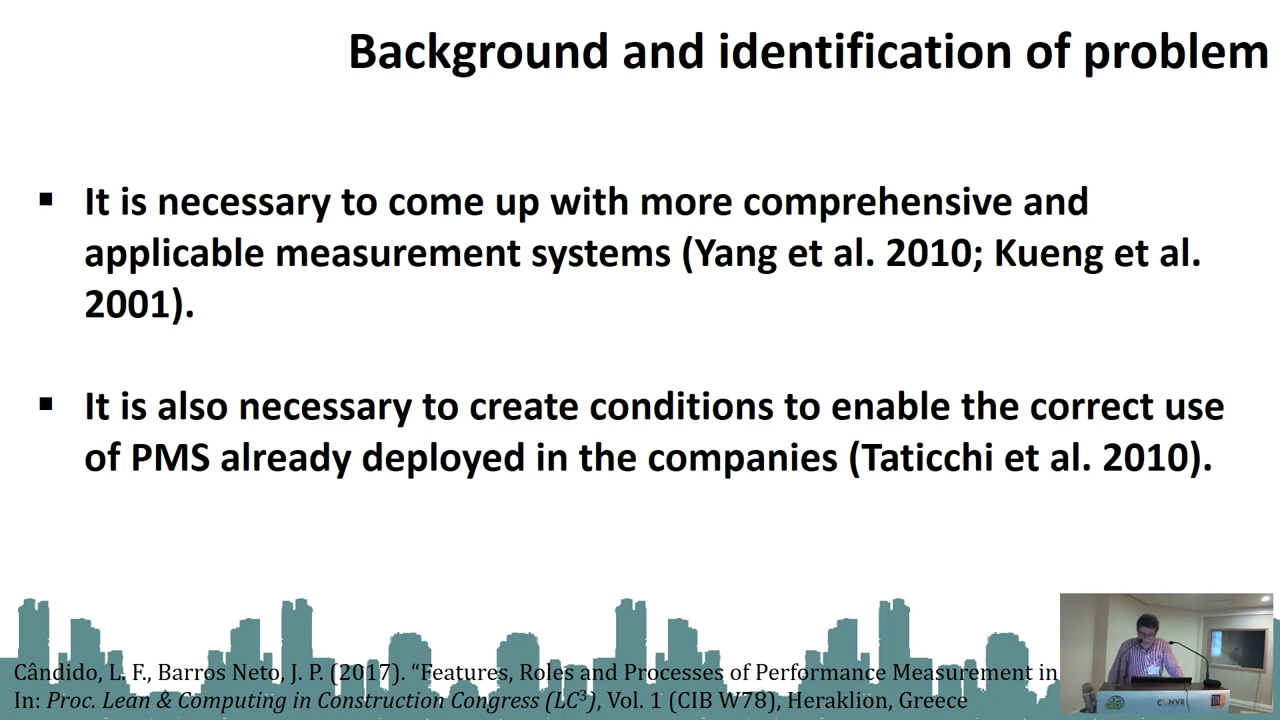 Background and identification of problem
▪ It is necessary to come up with more comprehensive and
applicable measurement systems (Yang et al. 2010; Kueng et al.
2001).
▪ It is also necessary to create conditions to enable the correct use
of PMS already deployed in the companies (Taticchi et al. 2010).
Cândido, L. F., Barros Neto, J. P. (2017). “Features, Roles and Processes of Performance Measurement in
In: Proc. Lean & Computing in Construction Congress (LC³), Vol. 1 (CIB W78), Heraklion, Greece
CONVR